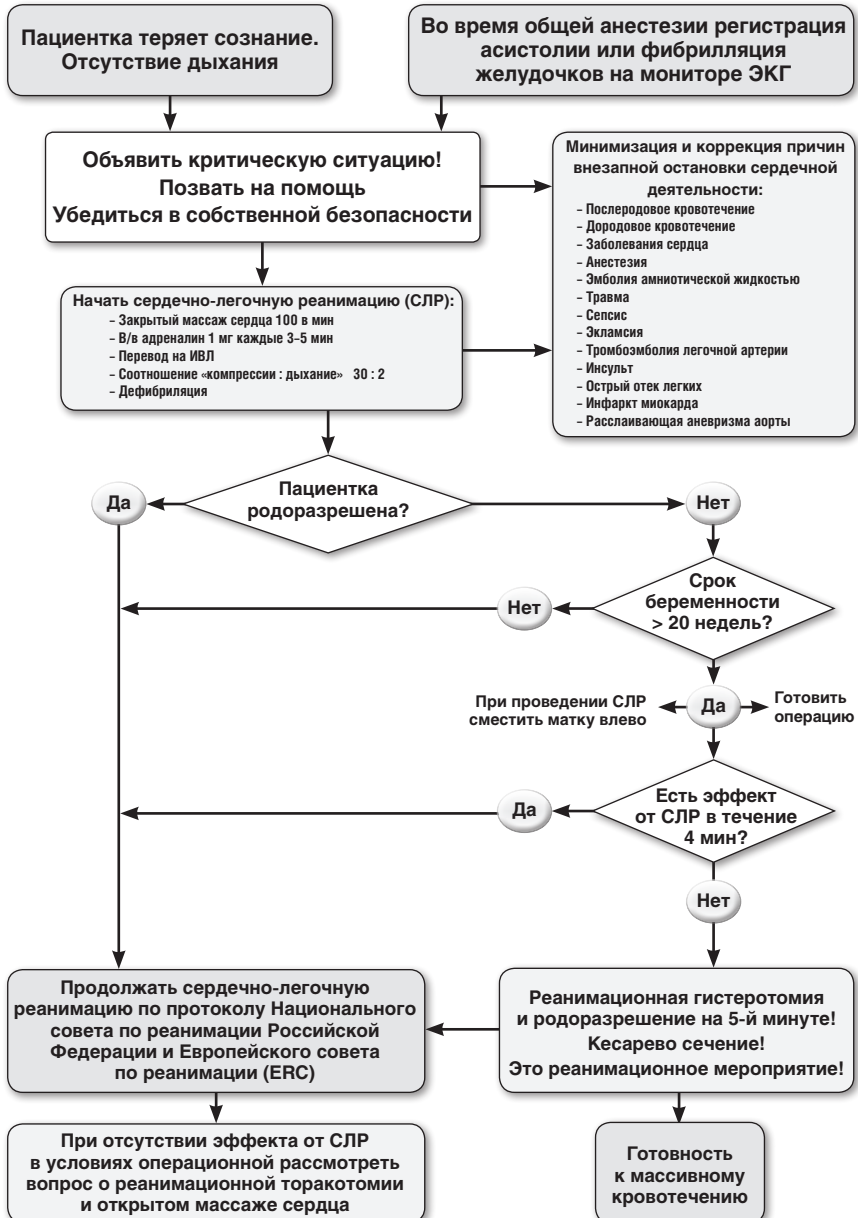 Пациентка теряет сознание.
Отсутствие дыхания
Во время общей анестезии регистрация
асистолии или фибрилляция
желудочков на мониторе ЭКГ
Объявить критическую ситуацию!
Позвать на помощь
Убедиться в собственной безопасности
Минимизация и коррекция причин
внезапной остановки сердечной
деятельности:
– Послеродовое кровотечение
– Дородовое кровотечение
– Заболевания сердца
– Анестезия
– Эмболия амниотической жидкостью
– Травма
– Сепсис
– Экламсия
– Тромбоэмболия легочной артерии
– Инсульт
– Острый отек легких
– Инфаркт миокарда
– Расслаивающая аневризма аорты
Начать сердечно-легочную реанимацию (СЛР):
– Закрытый массаж сердца 100 в мин
– В/в адреналин 1 мг каждые 3–5 мин
– Перевод на ИВЛ
– Соотношение «компрессии : дыхание» 30 : 2
– Дефибриляция
Пациентка
родоразрешена?
Да
Нет
Срок
беременности
> 20 недель?
Нет
При проведении СЛР
сместить матку влево
Да
Готовить
операцию
Есть эффект
от СЛР в течение
4 мин?
Да
Нет
Продолжать сердечно-легочную
реанимацию по протоколу Национального
совета по реанимации Российской
Федерации и Европейского совета
по реанимации (ERC)
Реанимационная гистеротомия
и родоразрешение на 5-й минуте!
Кесарево сечение!
Это реанимационное мероприятие!
При отсутствии эффекта от СЛР
в условиях операционной рассмотреть
вопрос о реанимационной торакотомии
и открытом массаже сердца
Готовность
к массивному
кровотечению